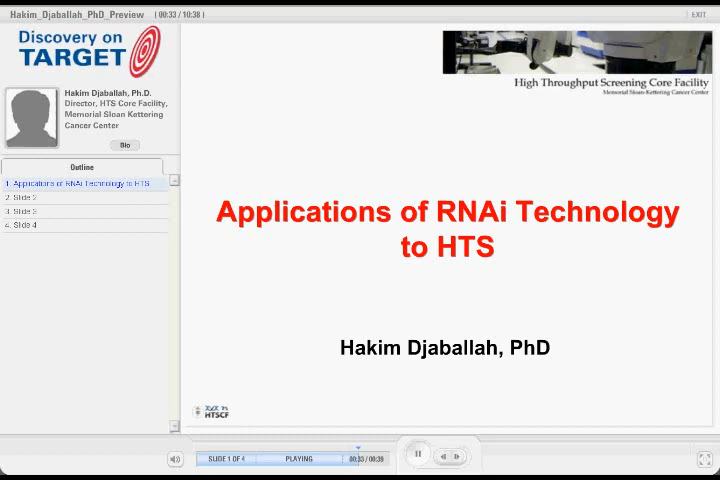 Hakim_Djaballah_PhD_Preview ( 00:33 / 10:38 )
EXIT
Discovery on
TARGET
Hakim Djaballah, Ph.D.
Director, HTS Core Facility,
Memorial Sloan Kettering
Cancer Center
Bio
Outline
1. Applications of RNAi Technology to HTS
2. Slide 2
3. Slide 3
4. Slide 4
High Throughput Screening Core Facility
Memorial Sloan-Kettering Cancer Center
Applications of RNAi Technology
to HTS
Hakim Djaballah, PhD
HTSCF
SLIDE 1 OF 4
PLAYING
00:33 / 00:39